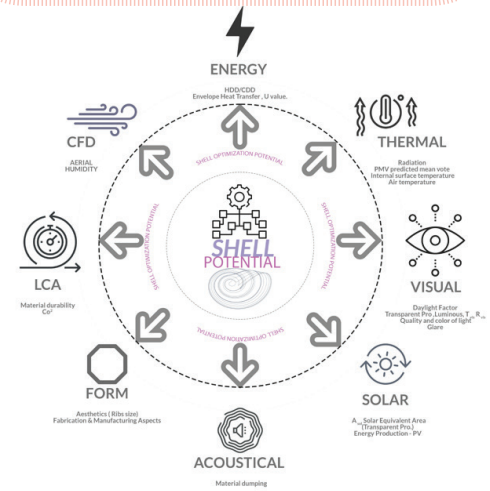 ENERGY
HDD/CDD
Envelope Heat Transfer , U value.
CFD
AERIAL
HUMIDITY
THERMAL
Radiation
PMV predicted mean vote
Internal surface temperature
Air temperature
SHELL OPTIMIZATION POTENTIAL
SHELL OPTIMIZATION POTENTIAL
SHELL OPTIMIZATION POTENTIAL
SHELL
POTENTIAL
LCA
Material durability
Co²
VISUAL
Daylight Factor
Transparent Pro ,Luminous, T R
Quality and color of light
Glare
SHELL OPTIMIZATION POTENTIAL
FORM
Aesthetics ( Ribs size)
Fabrication & Manufacturing Aspects
SOLAR
A Solar Equivalent Area
(Transparent Pro.)
Energy Production - PV
ACOUSTICAL
Material dumping